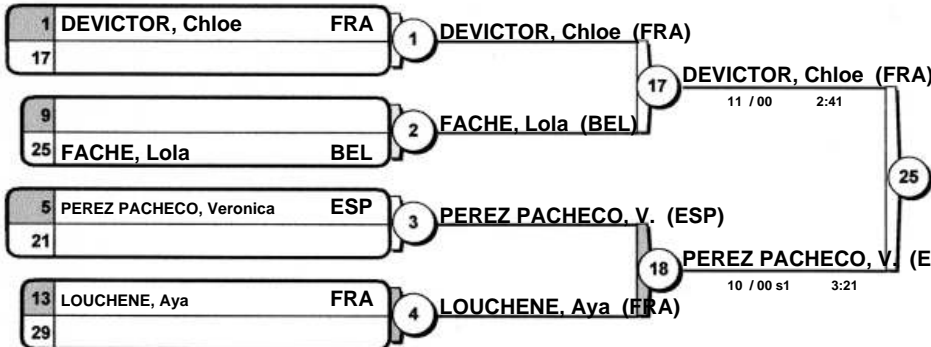 1 DEVICTOR, Chloe FRA
17
1
DEVICTOR, Chloe (FRA)
9
25 FACHE, Lola BEL
2
FACHE, Lola (BEL)
17
DEVICTOR, Chloe (FRA)
11 / 00 2:41
5 PEREZ PACHECO, Veronica ESP
21
3
PEREZ PACHECO, V. (ESP)
13 LOUCHENE, Aya FRA
29
4
LOUCHENE, Aya (FRA)
18
PEREZ PACHECO, V. (E
10 / 00 s1 3:21
25